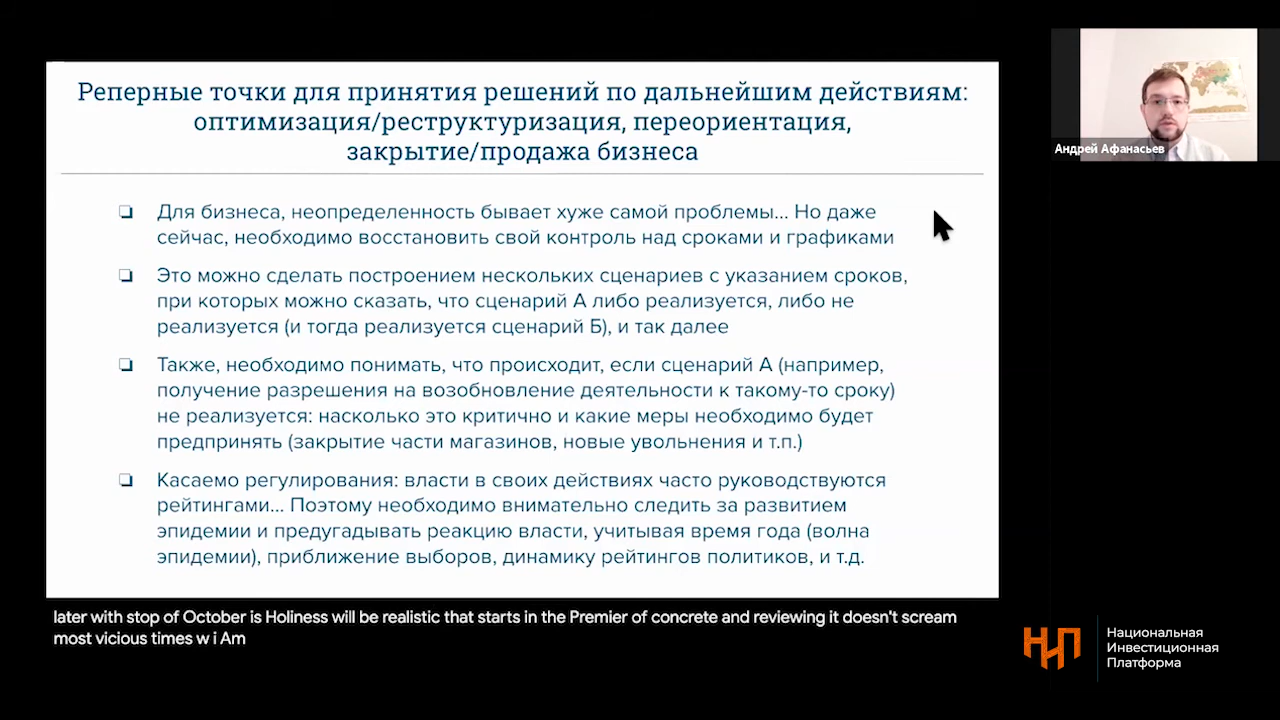 Реперные точки для принятия решений по дальнейшим действиям:
оптимизация/реструктуризация, переориентация,
закрытие/продажа бизнеса
Для бизнеса, неопределенность бывает хуже самой проблемы... Но даже
сейчас, необходимо восстановить свой контроль над сроками и графиками
Это можно сделать построением нескольких сценариев с указанием сроков,
при которых можно сказать, что сценарий А либо реализуется, либо не
реализуется (и тогда реализуется сценарий Б), и так далее
Также, необходимо понимать, что происходит, если сценарий А (например,
получение разрешения на возобновление деятельности к такому-то сроку)
не реализуется: насколько это критично и какие меры необходимо будет
предпринять (закрытие части магазинов, новые увольнения и т.п.)
Касаемо регулирования: власти в своих действиях часто руководствуются
рейтингами... Поэтому необходимо внимательно следить за развитием
эпидемии и предугадывать реакцию власти, учитывая время года (волна
эпидемии), приближение выборов, динамику рейтингов политиков, и т.д.
Андрей Афанасьев
later with stop of October is Holiness will be realistic that starts in the Premier of concrete and reviewing it doesn't scream
most vicious times w i Am
НИП
Национальная
Инвестиционная
Платформа